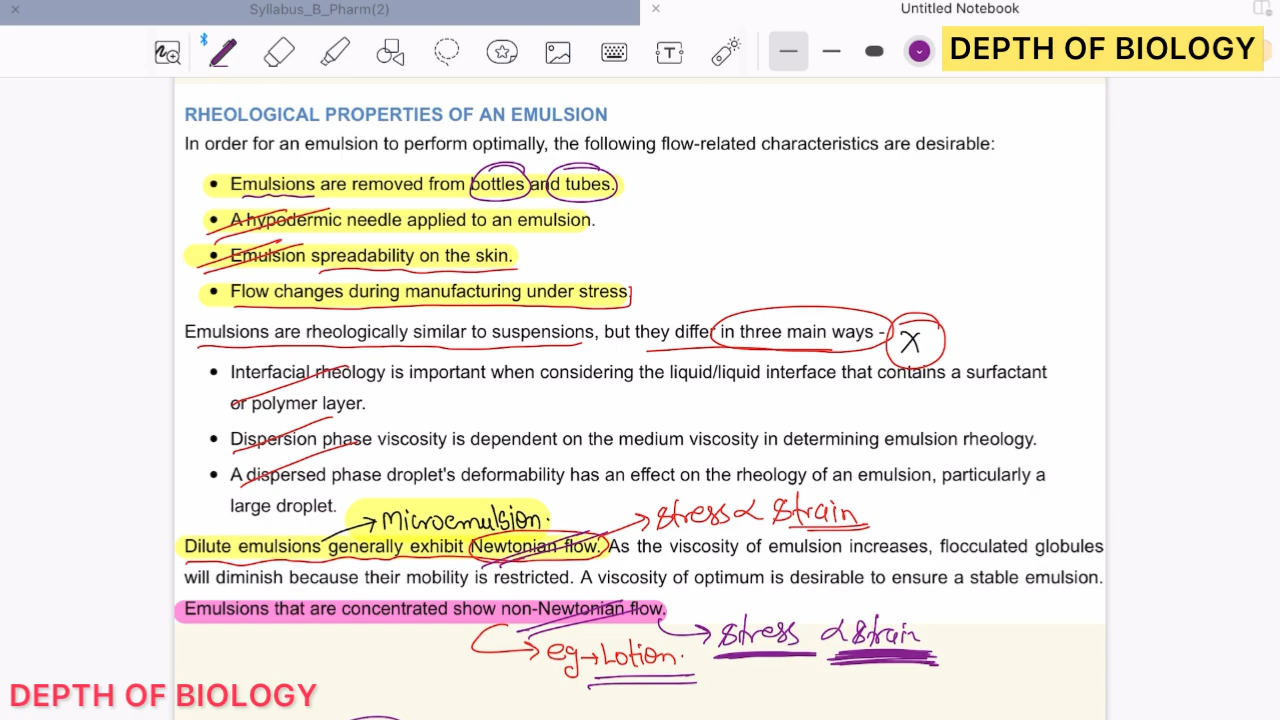 Syllabus_B_Pharm(2)
Untitled Notebook
DEPTH OF BIOLOGY
RHEOLOGICAL PROPERTIES OF AN EMULSION
In order for an emulsion to perform optimally, the following flow-related characteristics are desirable:
• Emulsions are removed from bottles and tubes.
• A hypodermic needle applied to an emulsion.
• Emulsion spreadability on the skin.
• Flow changes during manufacturing under stress
Emulsions are rheologically similar to suspensions, but they differ in three main ways - X
• Interfacial rheology is important when considering the liquid/liquid interface that contains a surfactant
or polymer layer.
• Dispersion phase viscosity is dependent on the medium viscosity in determining emulsion rheology.
• A dispersed phase droplet's deformability has an effect on the rheology of an emulsion, particularly a
large droplet.
→ Microemulsion.
→ Stress ∝ Strain
Dilute emulsions generally exhibit Newtonian flow. As the viscosity of emulsion increases, flocculated globules
will diminish because their mobility is restricted. A viscosity of optimum is desirable to ensure a stable emulsion.
Emulsions that are concentrated show non-Newtonian flow.
→ Stress ∝ Strain
→ eg → Lotion.
DEPTH OF BIOLOGY